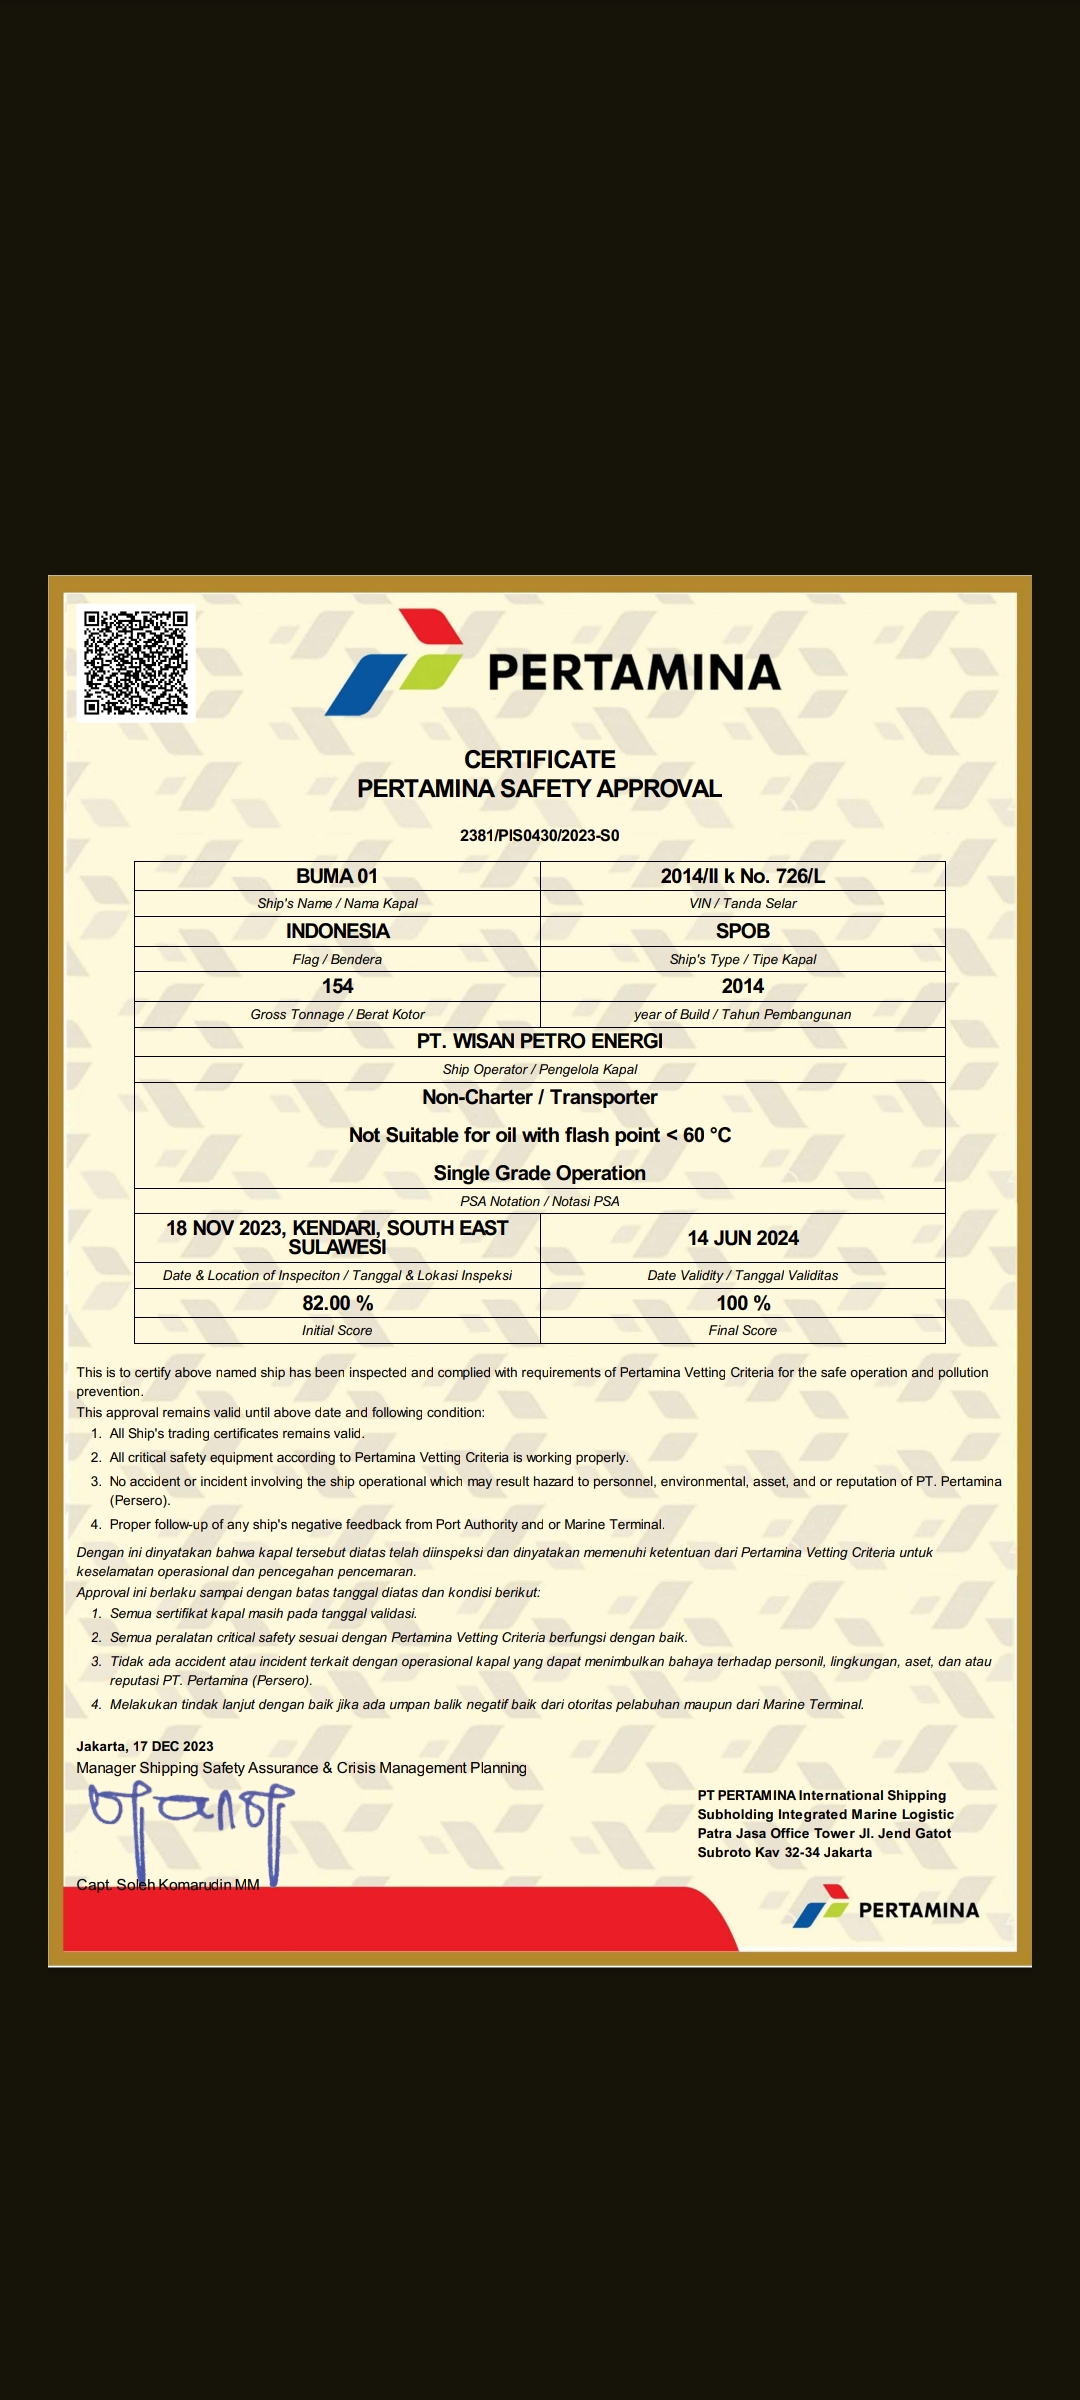 PERTAMINA
CERTIFICATE
PERTAMINA SAFETY APPROVAL
2381/PIS0430/2023-S0
BUMA 01
2014/II k No. 726/L
Ship's Name / Nama Kapal
VIN / Tanda Selar
INDONESIA
SPOB
Flag / Bendera
Ship's Type / Tipe Kapal
154
2014
Gross Tonnage / Berat Kotor
year of Build / Tahun Pembangunan
PT. WISAN PETRO ENERGI
Ship Operator / Pengelola Kapal
Non-Charter / Transporter
Not Suitable for oil with flash point < 60 °C
Single Grade Operation
PSA Notation / Notasi PSA
18 NOV 2023, KENDARI, SOUTH EAST
SULAWESI
14 JUN 2024
Date & Location of Inspeciton / Tanggal & Lokasi Inspeksi
Date Validity / Tanggal Validitas
82.00 %
100 %
Initial Score
Final Score
This is to certify above named ship has been inspected and complied with requirements of Pertamina Vetting Criteria for the safe operation and pollution
prevention.
This approval remains valid until above date and following condition:
1. All Ship's trading certificates remains valid.
2. All critical safety equipment according to Pertamina Vetting Criteria is working properly.
3. No accident or incident involving the ship operational which may result hazard to personnel, environmental, asset, and or reputation of PT. Pertamina
(Persero).
4. Proper follow-up of any ship's negative feedback from Port Authority and or Marine Terminal.
Dengan ini dinyatakan bahwa kapal tersebut diatas telah diinspeksi dan dinyatakan memenuhi ketentuan dari Pertamina Vetting Criteria untuk
keselamatan operasional dan pencegahan pencemaran.
Approval ini berlaku sampai dengan batas tanggal diatas dan kondisi berikut:
1. Semua sertifikat kapal masih pada tanggal validasi.
2. Semua peralatan critical safety sesuai dengan Pertamina Vetting Criteria berfungsi dengan baik.
3. Tidak ada accident atau incident terkait dengan operasional kapal yang dapat menimbulkan bahaya terhadap personil, lingkungan, aset, dan atau
reputasi PT. Pertamina (Persero).
4. Melakukan tindak lanjut dengan baik jika ada umpan balik negatif baik dari otoritas pelabuhan maupun dari Marine Terminal.
Jakarta, 17 DEC 2023
Manager Shipping Safety Assurance & Crisis Management Planning
Capt. Soleh Komarudin MM
PT PERTAMINA International Shipping
Subholding Integrated Marine Logistic
Patra Jasa Office Tower Jl. Jend Gatot
Subroto Kav 32-34 Jakarta
PERTAMINA